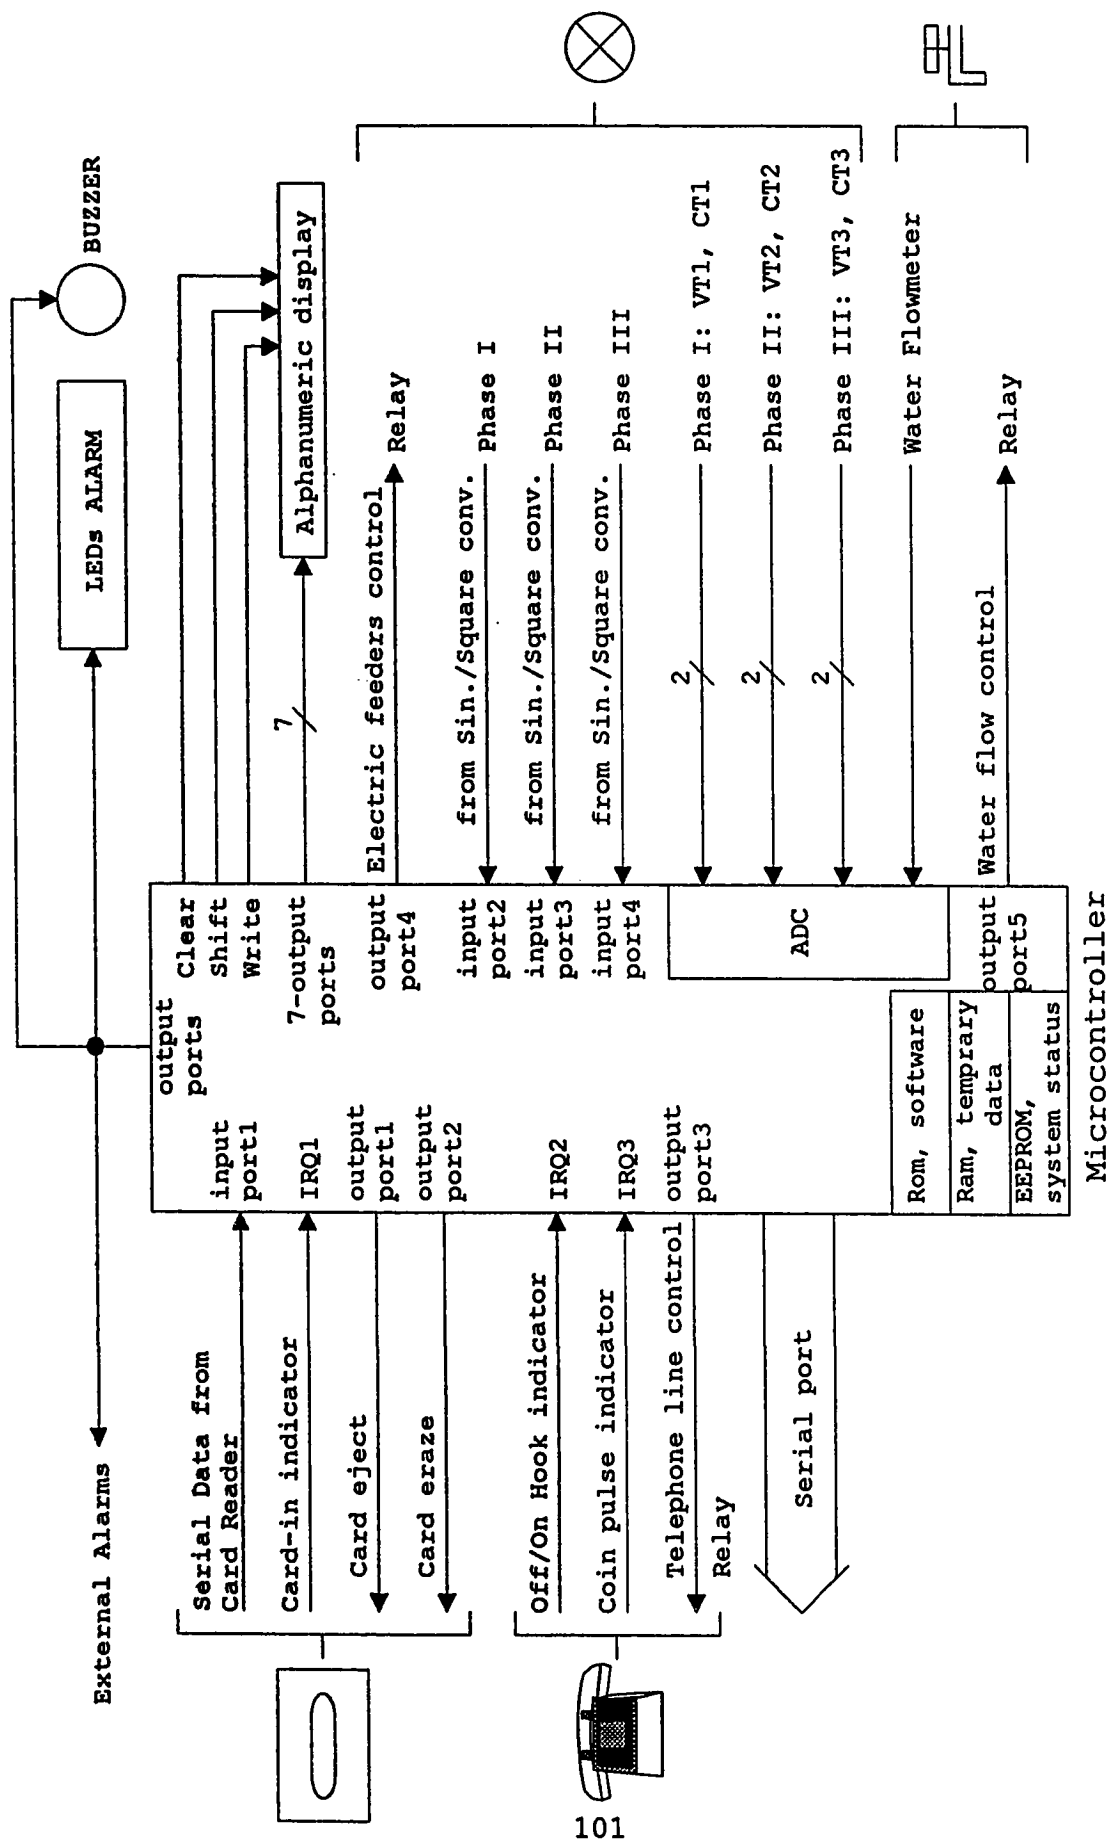 BUZZER
LEDs ALARM
External Alarms
Alphanumeric display
7
output
ports
Clear
Shift
Write
7-output
ports
Serial Data from
Card Reader
input
port1
Card-in indicator
IRQ1
Card eject
output
port1
Card eraze
output
port2
Off/On Hook indicator
IRQ2
Coin pulse indicator
IRQ3
Telephone line control
Relay
output
port3
Serial port
output
port4
Electric feeders control
Relay
input
port2
from Sin./Square conv.
Phase I
input
port3
from Sin./Square conv.
Phase II
input
port4
from Sin./Square conv.
Phase III
ADC
2
Phase I: VT1, CT1
2
Phase II: VT2, CT2
2
Phase III: VT3, CT3
Water Flowmeter
output
port5
Water flow control
Relay
Rom, software
Ram, temprary
data
EEPROM,
system status
Microcontroller
101